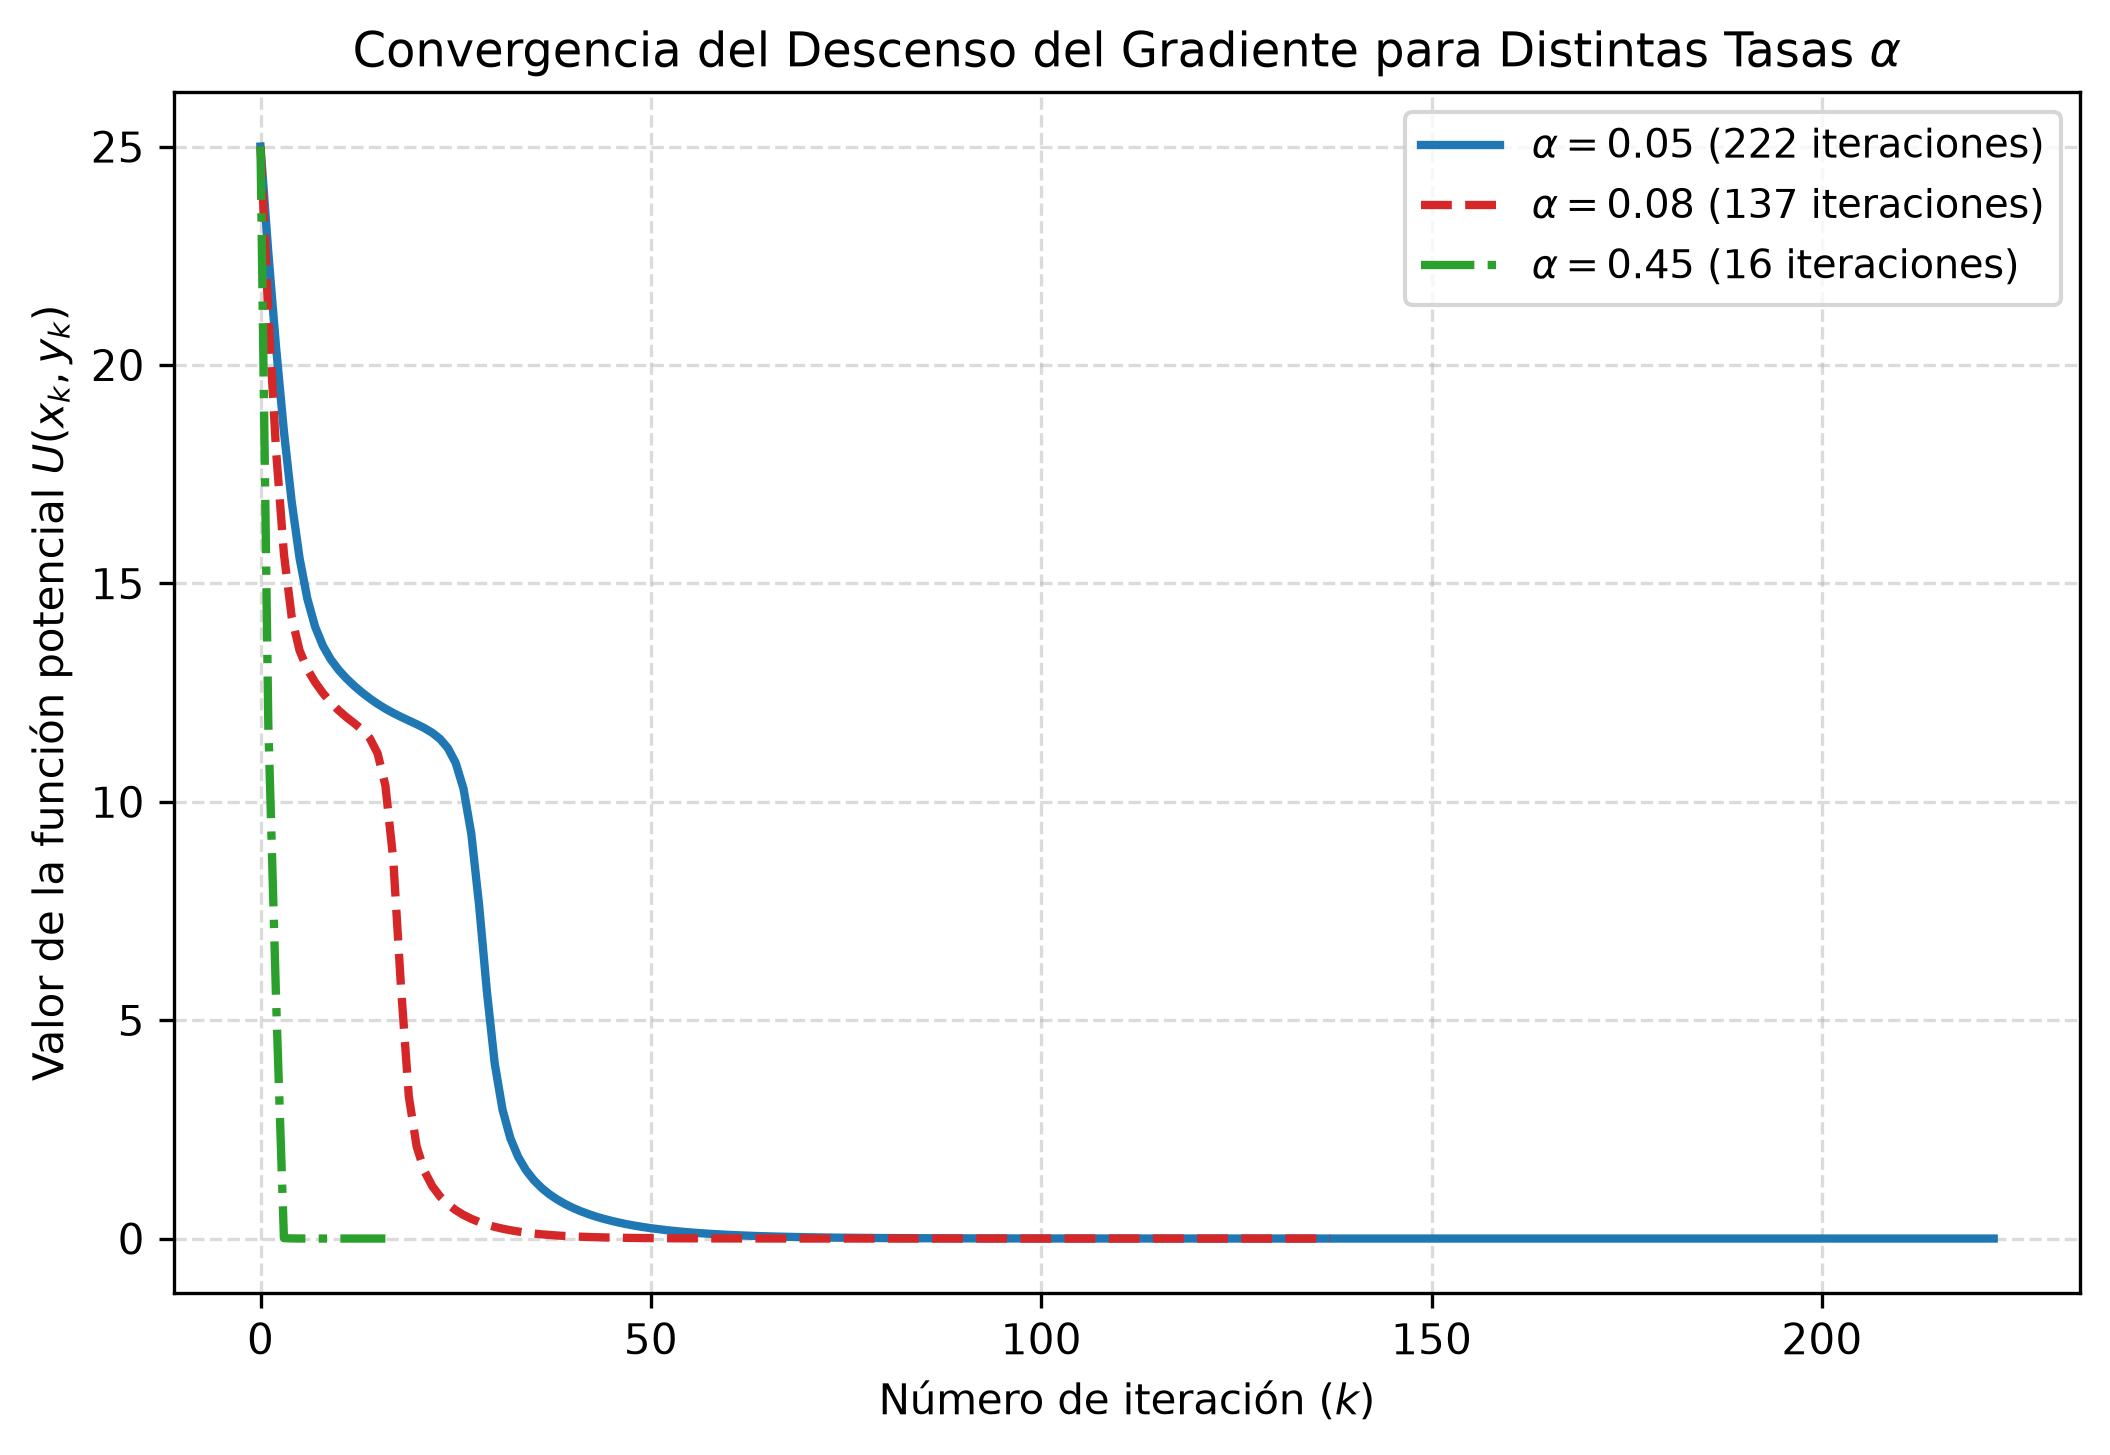 Convergencia del Descenso del Gradiente para Distintas Tasas α
Valor de la función potencial U(xₖ, yₖ)
25
20
15
10
5
0
α = 0.05 (222 iteraciones)
α = 0.08 (137 iteraciones)
α = 0.45 (16 iteraciones)
0 50 100 150 200
Número de iteración (k)